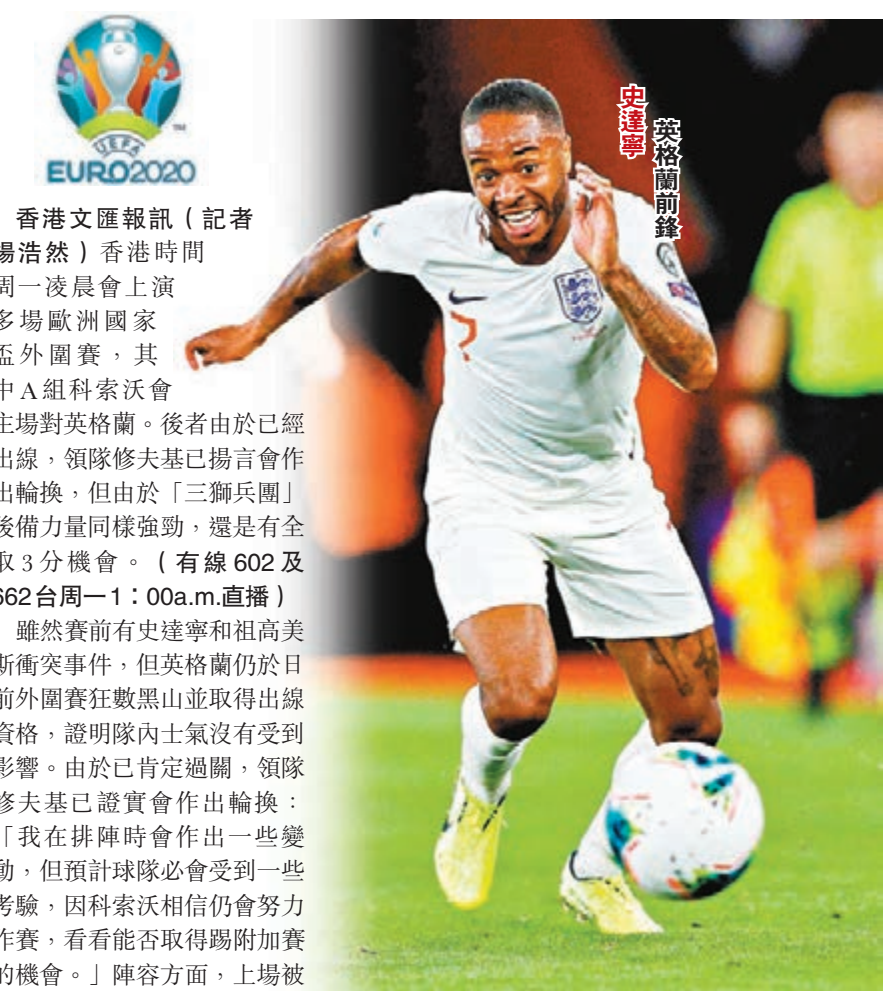 UEFA
EURO2020
™
香港文匯報訊（記者
楊浩然）香港時間
周一凌晨會上演
多場歐洲國家
盃外圍賽，其
中A組科索沃會
主場對英格蘭。後者由於已經
出線，領隊修夫基已揚言會作
出輪換，但由於「三獅兵團」
後備力量同樣強勁，還是有全
取3分機會。（有線602及
662台周一1：00a.m.直播）
雖然賽前有史達寧和祖高美
斯衝突事件，但英格蘭仍於日
前外圍賽狂數黑山並取得出線
資格，證明隊內士氣沒有受到
影響。由於已肯定過關，領隊
修夫基已證實會作出輪換：
「我在排陣時會作出一些變
動，但預計球隊必會受到一些
考驗，因科索沃相信仍會努力
作賽，看看能否取得踢附加賽
的機會。」陣容方面，上場被
英格蘭前鋒
史達寧
7